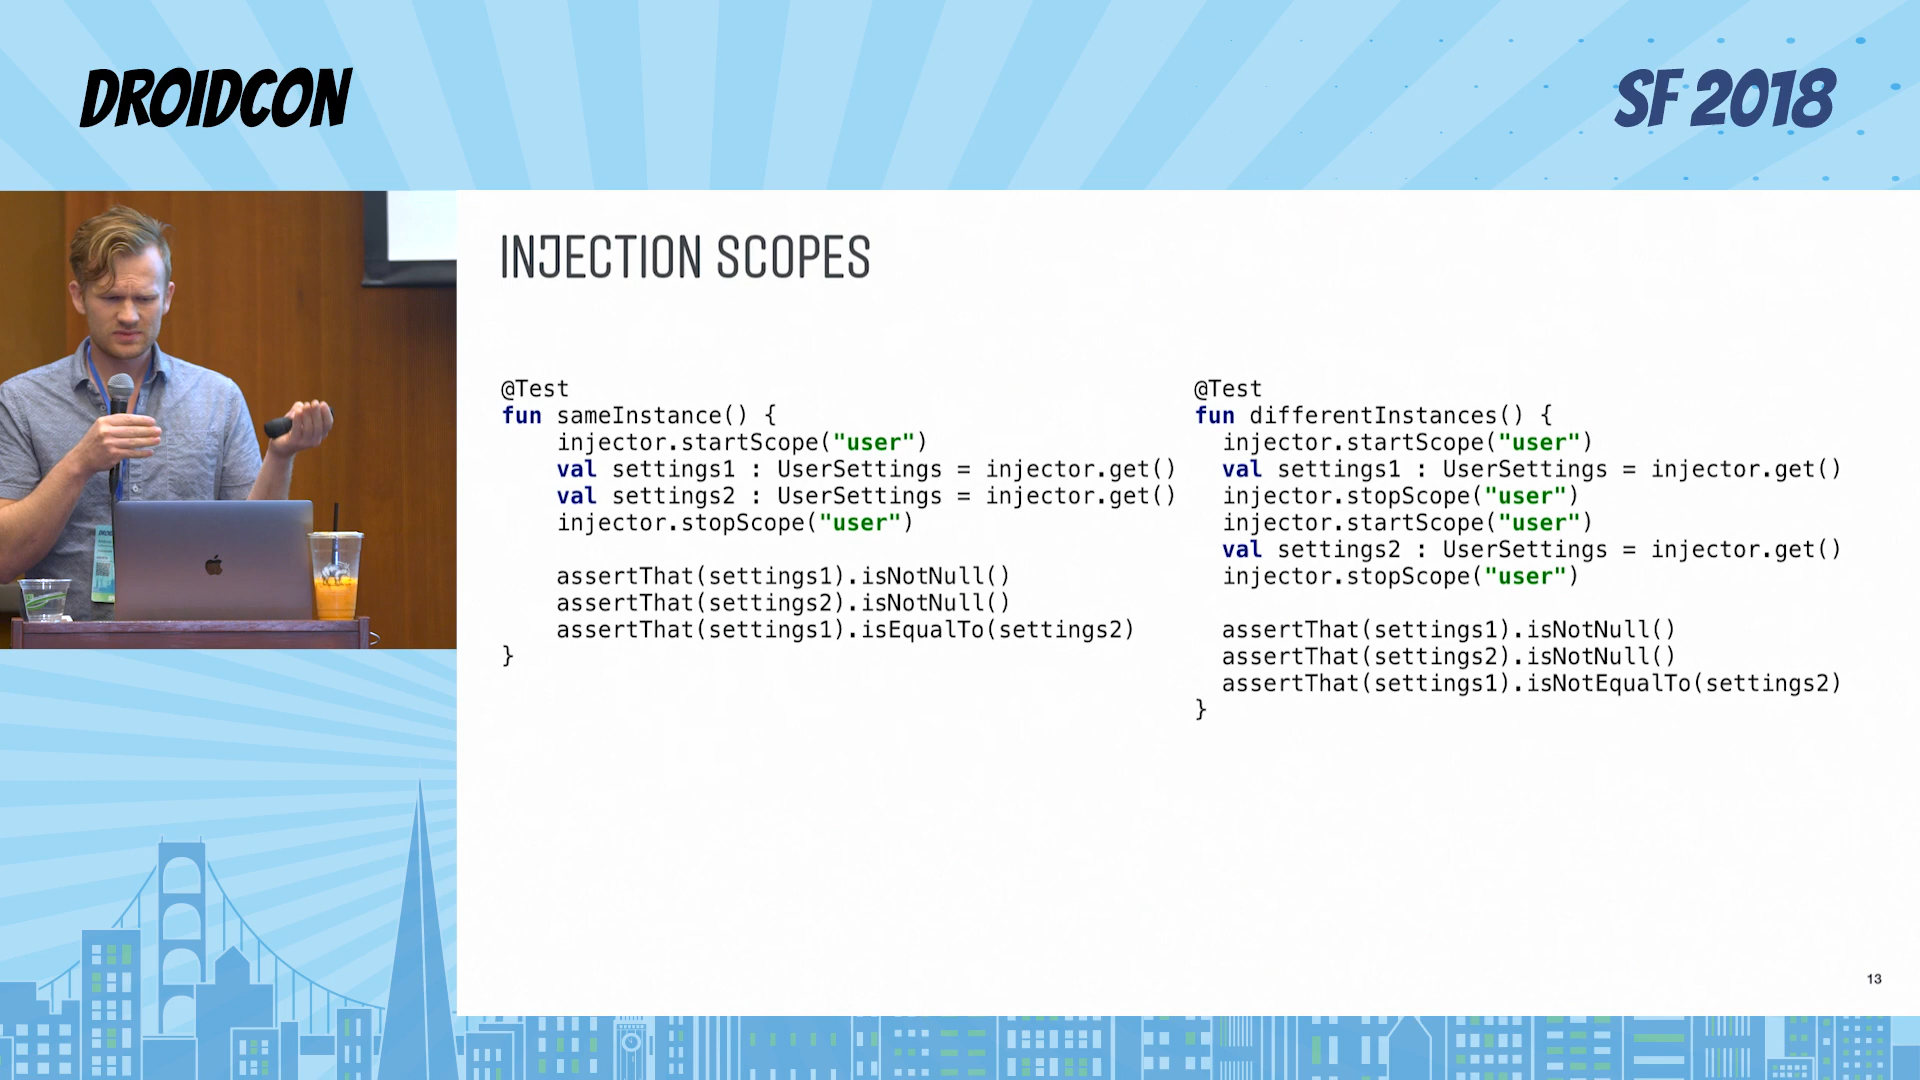 DROIDCON
SF 2018
INJECTION SCOPES
@Test
fun sameInstance() {
    injector.startScope("user")
    val settings1 : UserSettings = injector.get()
    val settings2 : UserSettings = injector.get()
    injector.stopScope("user")
    assertThat(settings1).isNotNull()
    assertThat(settings2).isNotNull()
    assertThat(settings1).isEqualTo(settings2)
}
@Test
fun differentInstances() {
  injector.startScope("user")
  val settings1 : UserSettings = injector.get()
  injector.stopScope("user")
  injector.startScope("user")
  val settings2 : UserSettings = injector.get()
  injector.stopScope("user")
  assertThat(settings1).isNotNull()
  assertThat(settings2).isNotNull()
  assertThat(settings1).isNotEqualTo(settings2)
}
13